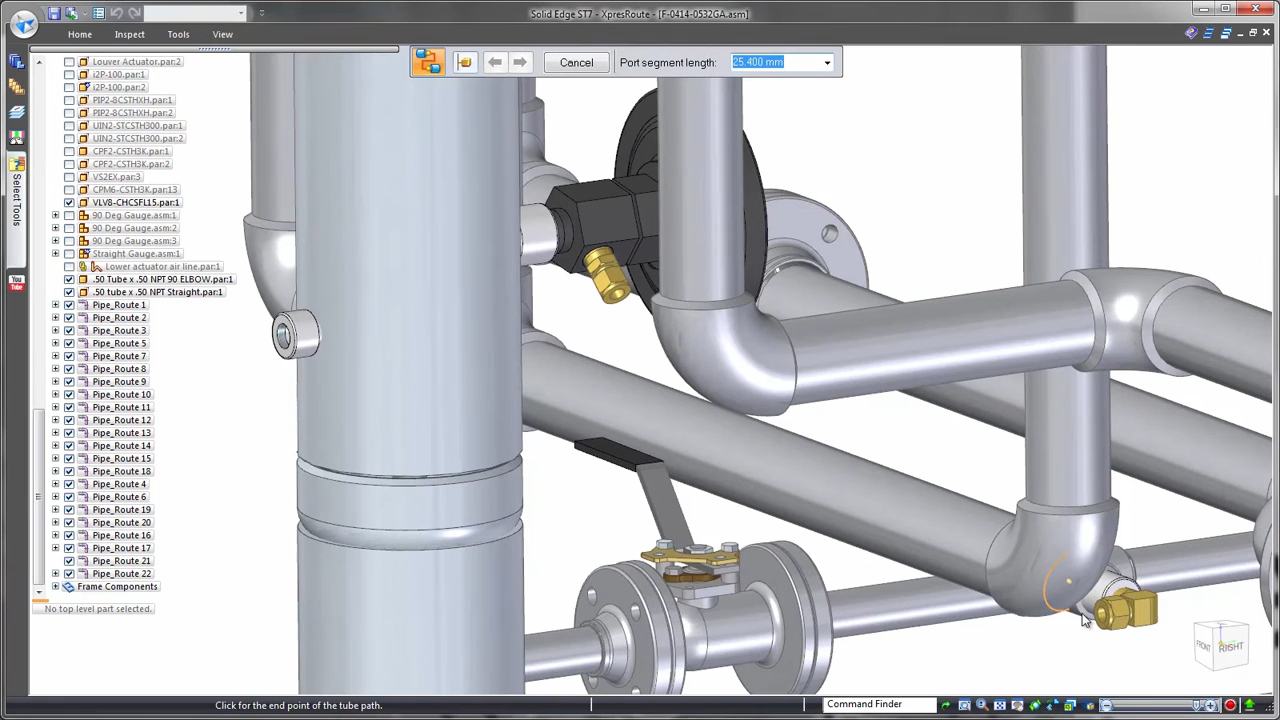 Solid Edge ST7 - XpresRoute - [F-0414-0532GA.asm]
Home Inspect Tools View
Cancel Port segment length: 25.400 mm
Louver Actuator.par:2
i2P-100.par:1
i2P-100.par:2
PIP2-8CSTHXH.par:1
PIP2-8CSTHXH.par:2
UIN2-STCSTH300.par:1
UIN2-STCSTH300.par:2
CPF2-CSTH3K.par:1
CPF2-CSTH3K.par:2
VS2EX.par:3
CPM6-CSTH3K.par:13
VLV8-CHCSFL15.par:1
90 Deg Gauge.asm:1
90 Deg Gauge.asm:2
90 Deg Gauge.asm:3
Straight Gauge.asm:1
Lower actuator air line.par:1
.50 Tube x .50 NPT 90 ELBOW.par:1
.50 tube x .50 NPT Straight.par:1
Pipe_Route 1
Pipe_Route 2
Pipe_Route 3
Pipe_Route 5
Pipe_Route 7
Pipe_Route 8
Pipe_Route 9
Pipe_Route 10
Pipe_Route 11
Pipe_Route 12
Pipe_Route 13
Pipe_Route 14
Pipe_Route 15
Pipe_Route 18
Pipe_Route 4
Pipe_Route 6
Pipe_Route 19
Pipe_Route 20
Pipe_Route 16
Pipe_Route 17
Pipe_Route 21
Pipe_Route 22
Frame Components
No top level part selected.
Select Tools
You Tube
FRONT RIGHT
Click for the end point of the tube path.
Command Finder